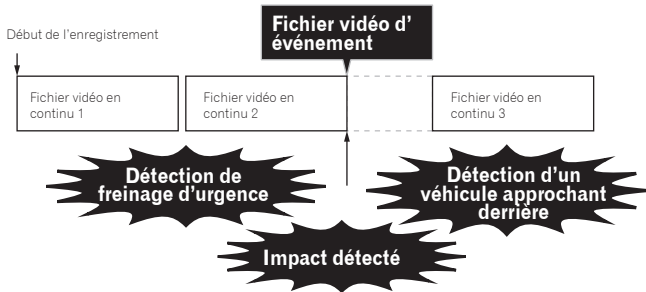 Fichier vidéo d’
événement
Début de l’enregistrement
Fichier vidéo en
continu 1
Fichier vidéo en
continu 2
Fichier vidéo en
continu 3
Détection de
freinage d’urgence
Détection d’un
véhicule approchant
derrière
Impact détecté